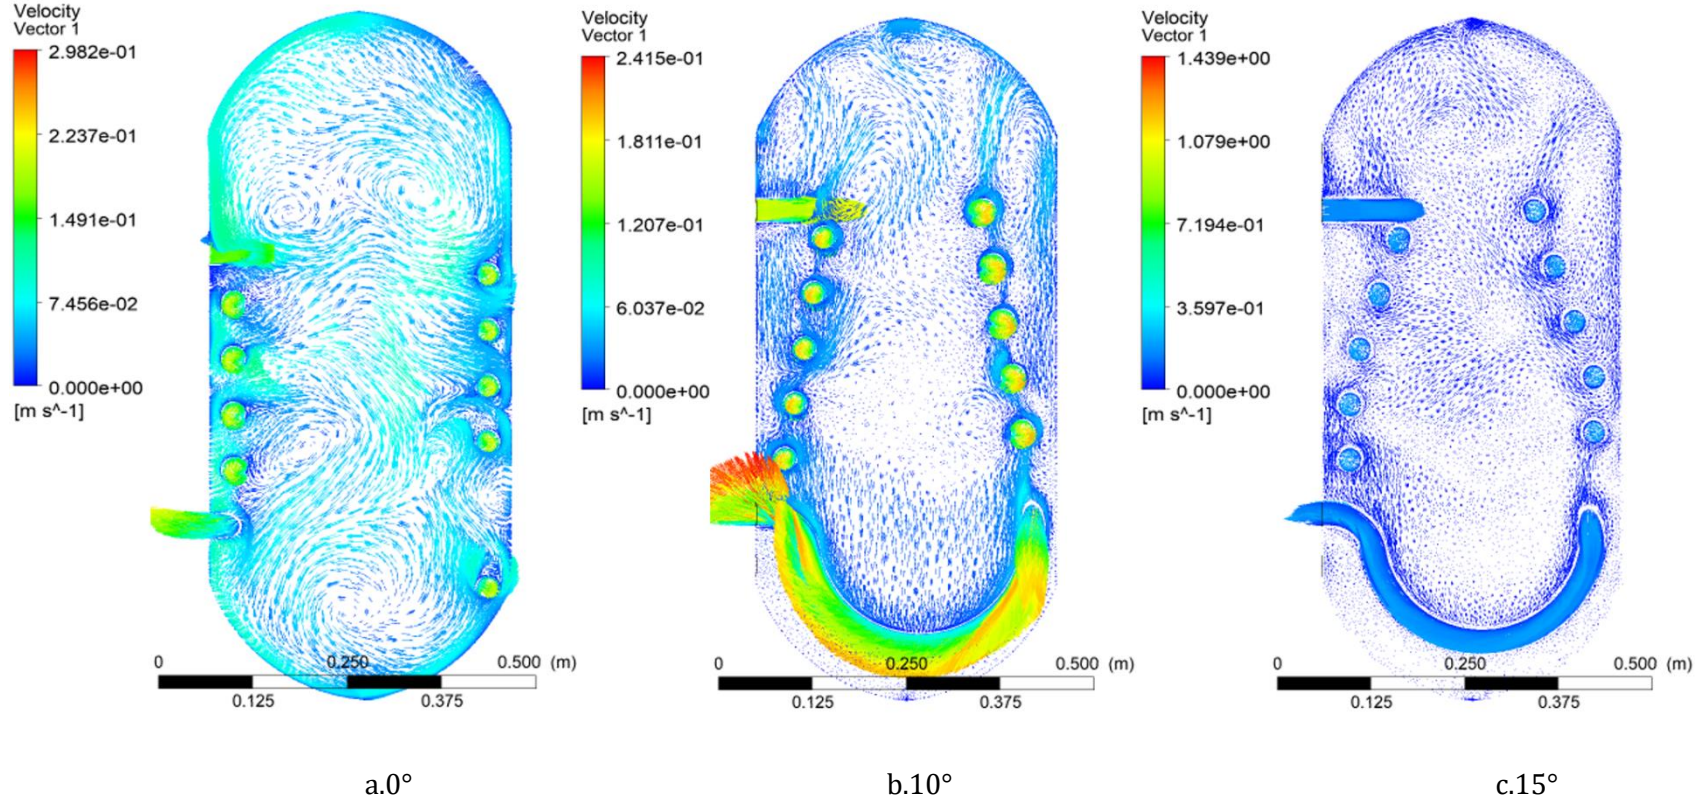 Velocity
Vector 1
2.982e-01
2.237e-01
1.491e-01
7.456e-02
0.000e+00
[m s^-1]
0 0.250 0.500 (m)
0.125 0.375
a.0°
Velocity
Vector 1
2.415e-01
1.811e-01
1.207e-01
6.037e-02
0.000e+00
[m s^-1]
0 0.250 0.500 (m)
0.125 0.375
b.10°
Velocity
Vector 1
1.439e+00
1.079e+00
7.194e-01
3.597e-01
0.000e+00
[m s^-1]
0 0.250 0.500 (m)
0.125 0.375
c.15°